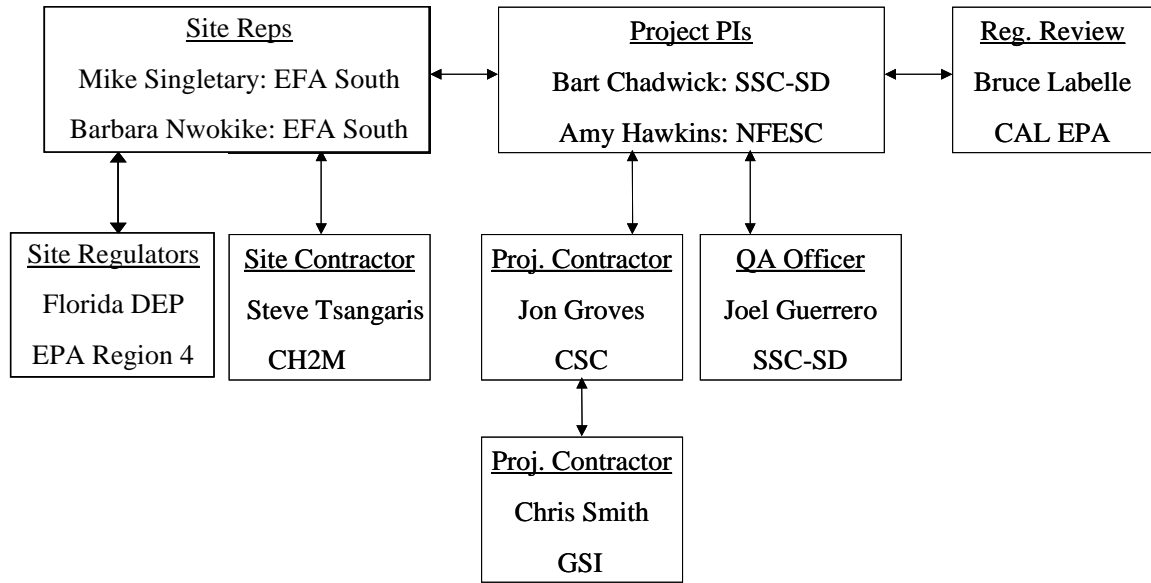 Site Reps
Mike Singletary: EFA South
Barbara Nwokike: EFA South
Project PIs
Bart Chadwick: SSC-SD
Amy Hawkins: NFESC
Reg. Review
Bruce Labelle
CAL EPA
Site Regulators
Florida DEP
EPA Region 4
Site Contractor
Steve Tsangaris
CH2M
Proj. Contractor
Jon Groves
CSC
QA Officer
Joel Guerrero
SSC-SD
Proj. Contractor
Chris Smith
GSI